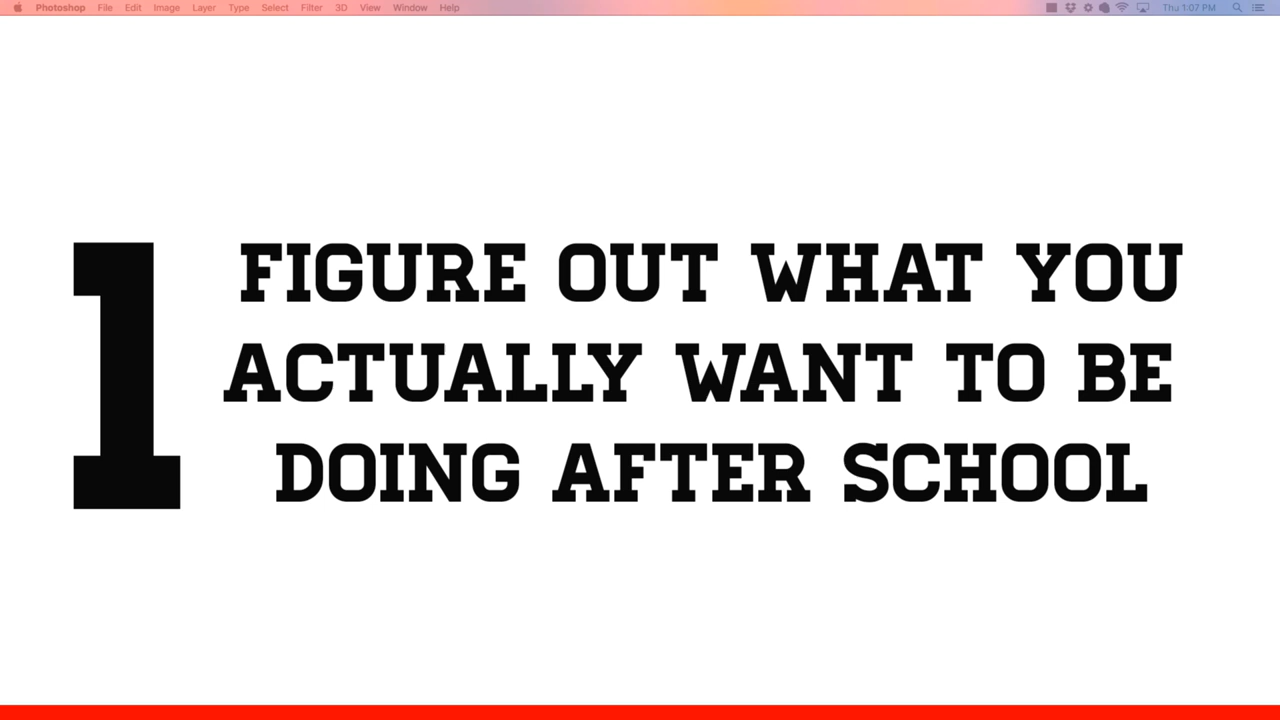 Photoshop File Edit Image Layer Type Select Filter 3D View Window Help Thu 1:07 PM
1
FIGURE OUT WHAT YOU
ACTUALLY WANT TO BE
DOING AFTER SCHOOL